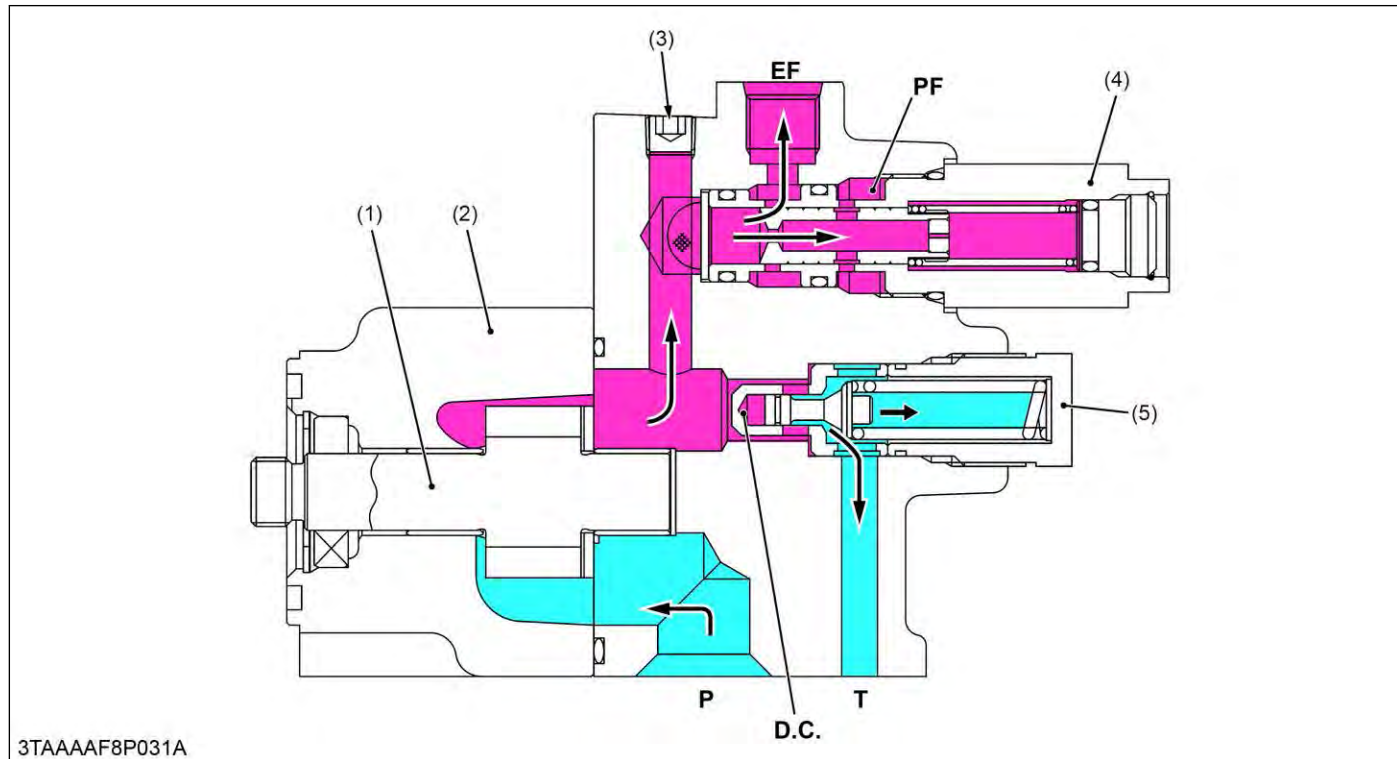 (3)
EF
PF
(4)
(1)
(2)
(5)
P
T
D.C.
3TAAAAF8P031A